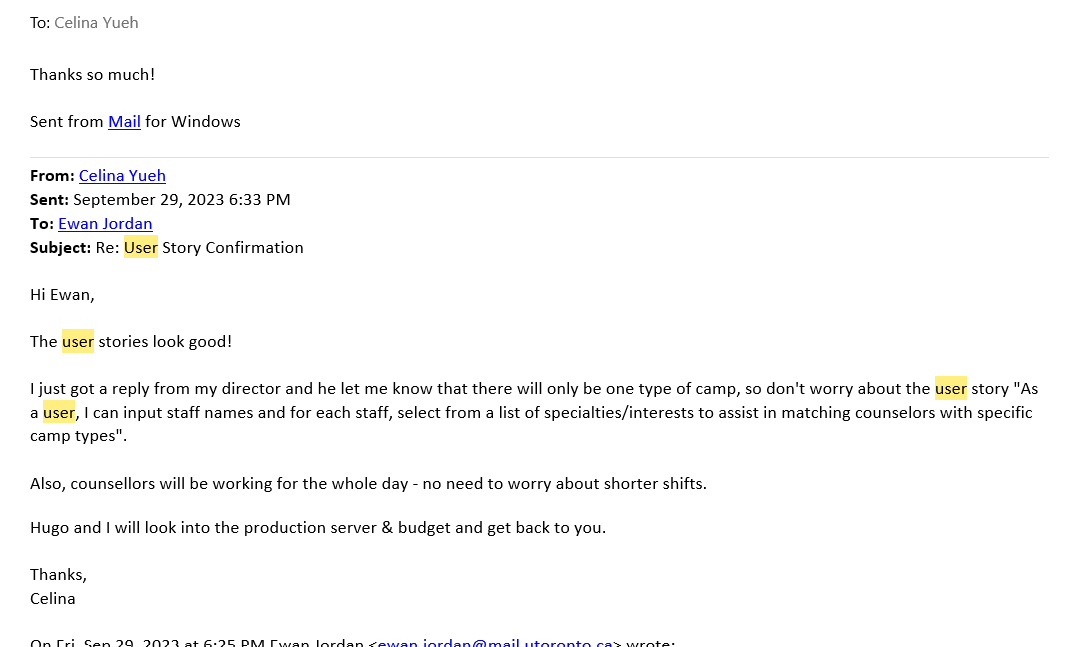 To: Celina Yueh
Thanks so much!
Sent from Mail for Windows
From: Celina Yueh
Sent: September 29, 2023 6:33 PM
To: Ewan Jordan
Subject: Re: User Story Confirmation
Hi Ewan,
The user stories look good!
I just got a reply from my director and he let me know that there will only be one type of camp, so don't worry about the user story "As
a user, I can input staff names and for each staff, select from a list of specialties/interests to assist in matching counselors with specific
camp types".
Also, counsellors will be working for the whole day - no need to worry about shorter shifts.
Hugo and I will look into the production server & budget and get back to you.
Thanks,
Celina
On Fri, Sep 29, 2023 at 6:25 PM Ewan Jordan <ewan.jordan@mail.utoronto.ca> wrote: